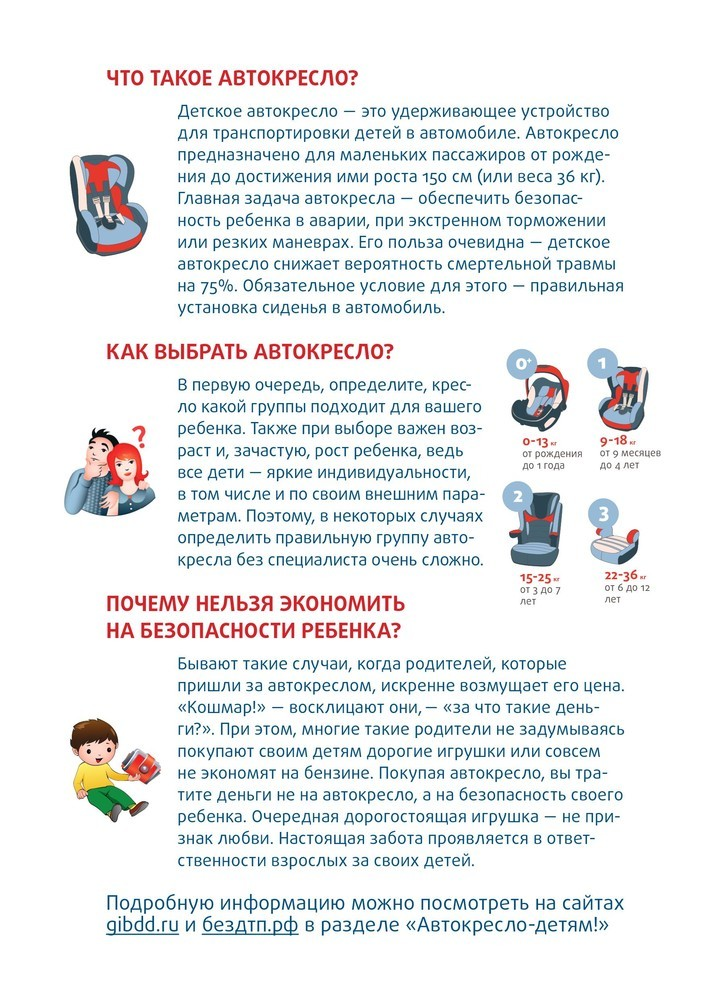 ЧТО ТАКОЕ АВТОКРЕСЛО?
Детское автокресло — это удерживающее устройство
для транспортировки детей в автомобиле. Автокресло
предназначено для маленьких пассажиров от рожде-
ния до достижения ими роста 150 см (или веса 36 кг).
Главная задача автокресла — обеспечить безопас-
ность ребенка в аварии, при экстренном торможении
или резких маневрах. Его польза очевидна — детское
автокресло снижает вероятность смертельной травмы
на 75%. Обязательное условие для этого — правильная
установка сиденья в автомобиль.
КАК ВЫБРАТЬ АВТОКРЕСЛО?
В первую очередь, определите, крес-
ло какой группы подходит для вашего
ребенка. Также при выборе важен воз-
раст и, зачастую, рост ребенка, ведь
все дети — яркие индивидуальности,
в том числе и по своим внешним пара-
метрам. Поэтому, в некоторых случаях
определить правильную группу авто-
кресла без специалиста очень сложно.
?
0+
0-13 кг
от рождения
до 1 года
1
9-18 кг
от 9 месяцев
до 4 лет
2
15-25 кг
от 3 до 7
лет
3
22-36 кг
от 6 до 12
лет
ПОЧЕМУ НЕЛЬЗЯ ЭКОНОМИТЬ
НА БЕЗОПАСНОСТИ РЕБЕНКА?
Бывают такие случаи, когда родителей, которые
пришли за автокреслом, искренне возмущает его цена.
«Кошмар!» — восклицают они, — «за что такие день-
ги?». При этом, многие такие родители не задумываясь
покупают своим детям дорогие игрушки или совсем
не экономят на бензине. Покупая автокресло, вы тра-
тите деньги не на автокресло, а на безопасность своего
ребенка. Очередная дорогостоящая игрушка — не при-
знак любви. Настоящая забота проявляется в ответ-
ственности взрослых за своих детей.
Подробную информацию можно посмотреть на сайтах
gibdd.ru и бездтп.рф в разделе «Автокресло-детям!»